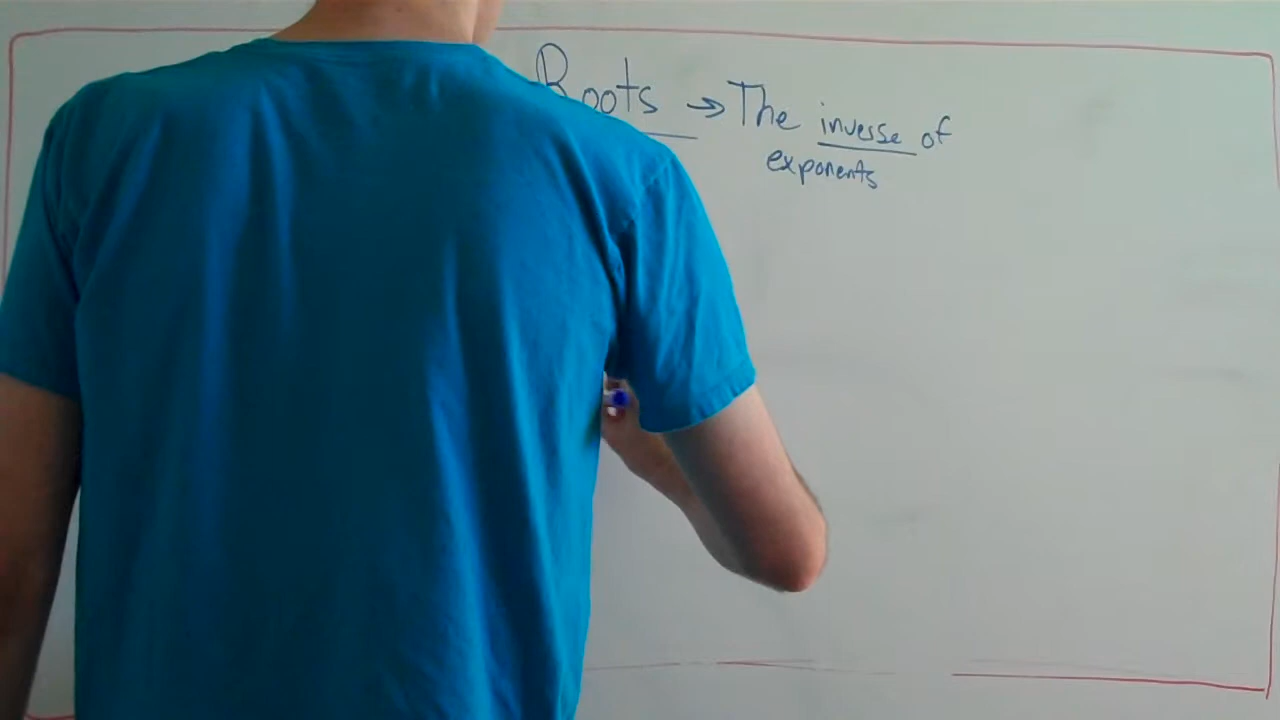 Roots → The inverse of
exponents